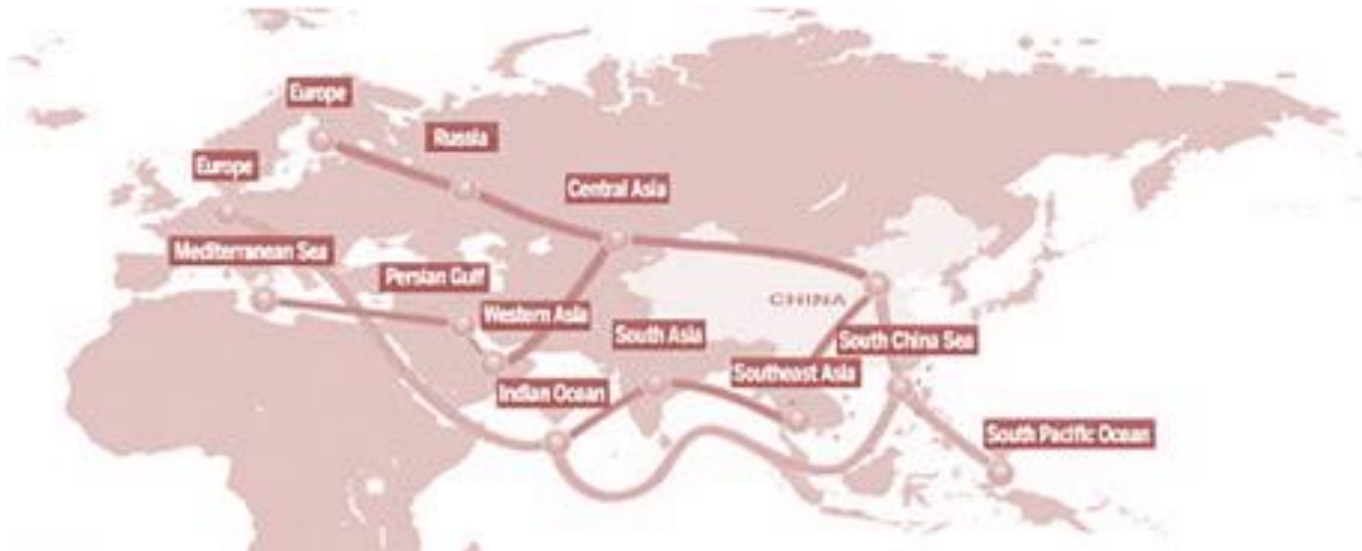 Europe
Russia
Europe
Central Asia
Mediterranean Sea
Persian Gulf
CHINA
Western Asia
South Asia
South China Sea
Southeast Asia
Indian Ocean
South Pacific Ocean